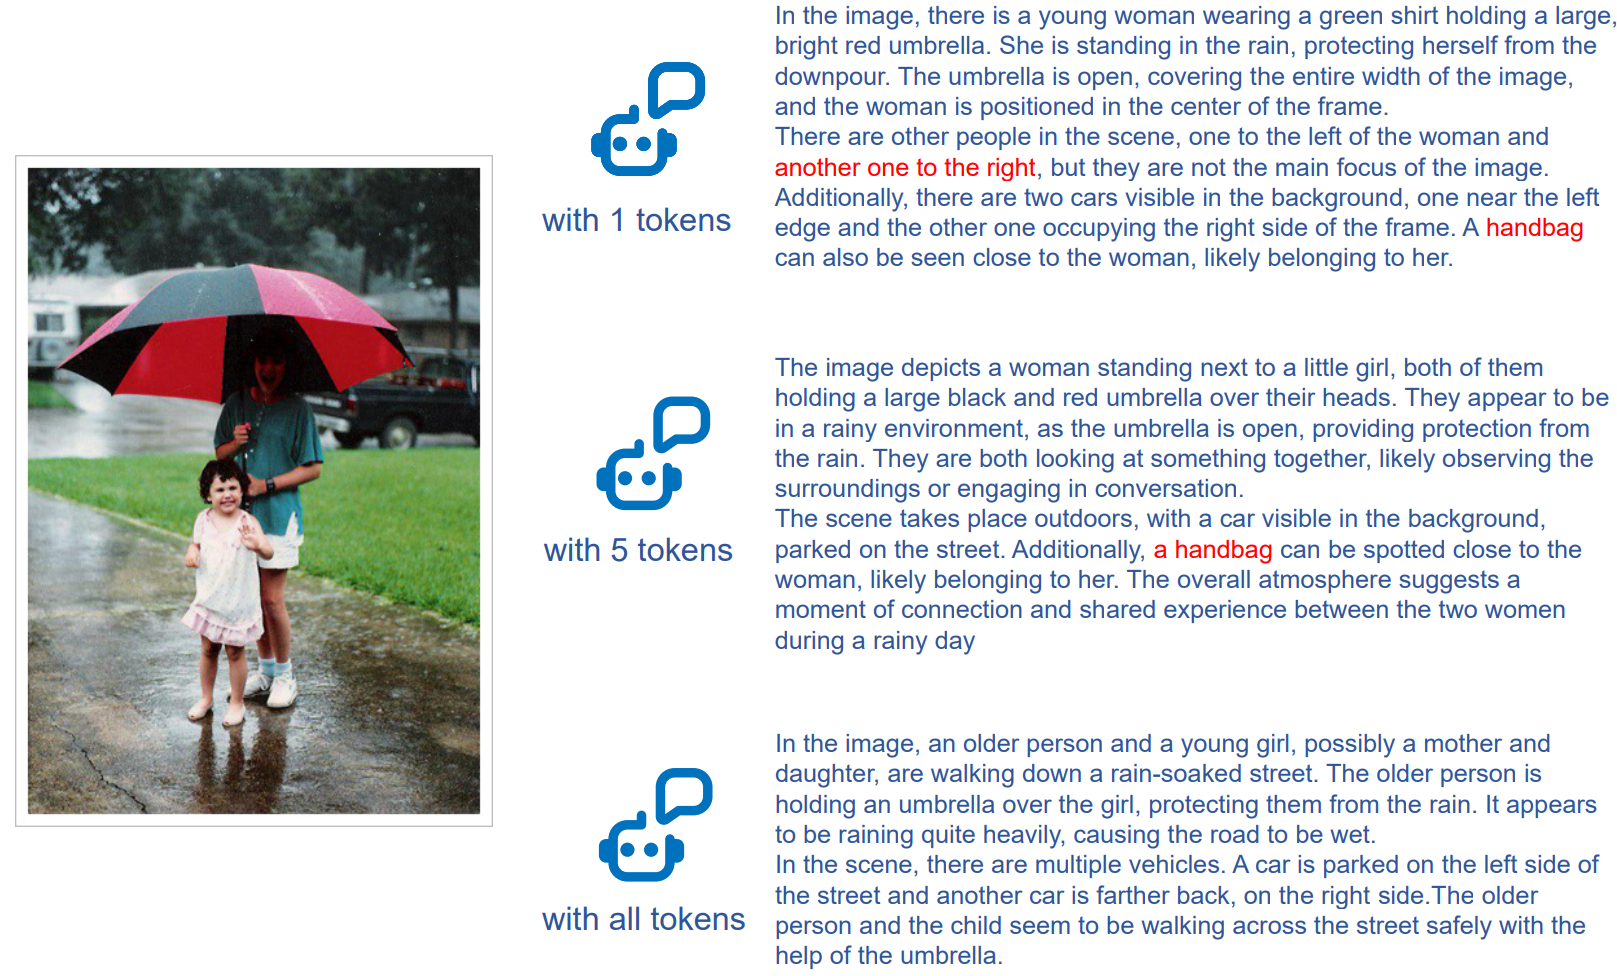 In the image, there is a young woman wearing a green shirt holding a large,
bright red umbrella. She is standing in the rain, protecting herself from the
downpour. The umbrella is open, covering the entire width of the image,
and the woman is positioned in the center of the frame.
There are other people in the scene, one to the left of the woman and
another one to the right, but they are not the main focus of the image.
Additionally, there are two cars visible in the background, one near the left
edge and the other one occupying the right side of the frame. A handbag
can also be seen close to the woman, likely belonging to her.
with 1 tokens
The image depicts a woman standing next to a little girl, both of them
holding a large black and red umbrella over their heads. They appear to be
in a rainy environment, as the umbrella is open, providing protection from
the rain. They are both looking at something together, likely observing the
surroundings or engaging in conversation.
The scene takes place outdoors, with a car visible in the background,
parked on the street. Additionally, a handbag can be spotted close to the
woman, likely belonging to her. The overall atmosphere suggests a
moment of connection and shared experience between the two women
during a rainy day
with 5 tokens
In the image, an older person and a young girl, possibly a mother and
daughter, are walking down a rain-soaked street. The older person is
holding an umbrella over the girl, protecting them from the rain. It appears
to be raining quite heavily, causing the road to be wet.
In the scene, there are multiple vehicles. A car is parked on the left side of
the street and another car is farther back, on the right side.The older
person and the child seem to be walking across the street safely with the
help of the umbrella.
with all tokens